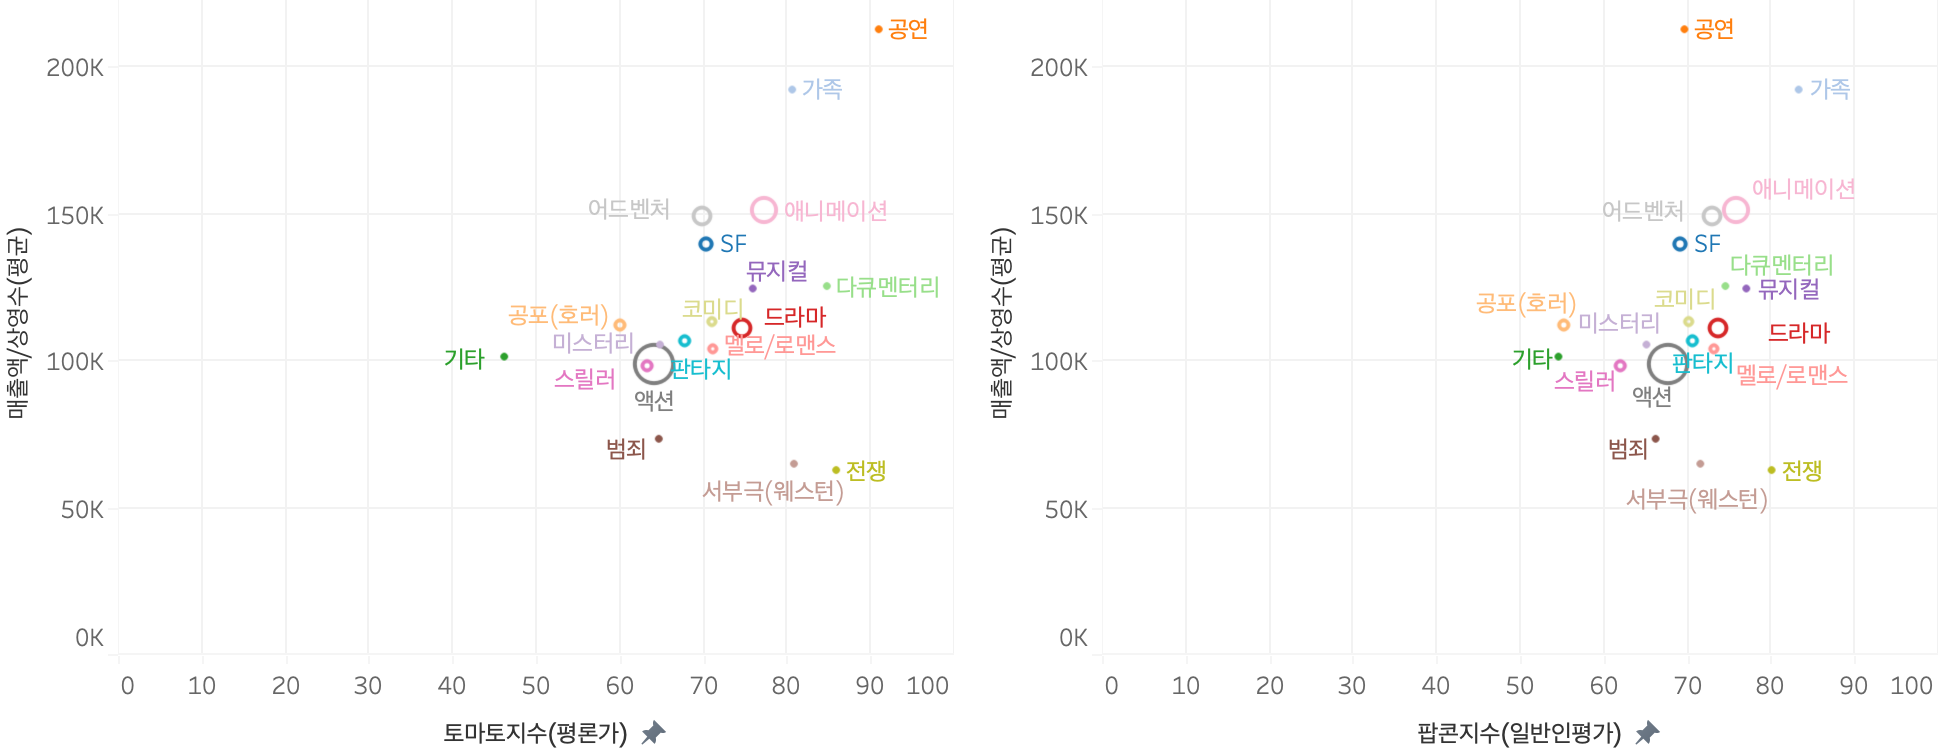 공연
200K
가족
150K
어드벤처
애니메이션
SF
뮤지컬
다큐멘터리
코미디
공포(호러)
드라마
미스터리
멜로/로맨스
100K
기타
판타지
스릴러
액션
범죄
전쟁
서부극(웨스턴)
50K
0K
매출액/상영수(평균)
0 10 20 30 40 50 60 70 80 90 100
토마토지수(평론가)
공연
200K
가족
애니메이션
150K
어드벤처
SF
다큐멘터리
뮤지컬
코미디
공포(호러)
미스터리
드라마
100K
기타
판타지
멜로/로맨스
스릴러
액션
범죄
전쟁
서부극(웨스턴)
50K
0K
매출액/상영수(평균)
0 10 20 30 40 50 60 70 80 90 100
팝콘지수(일반인평가)